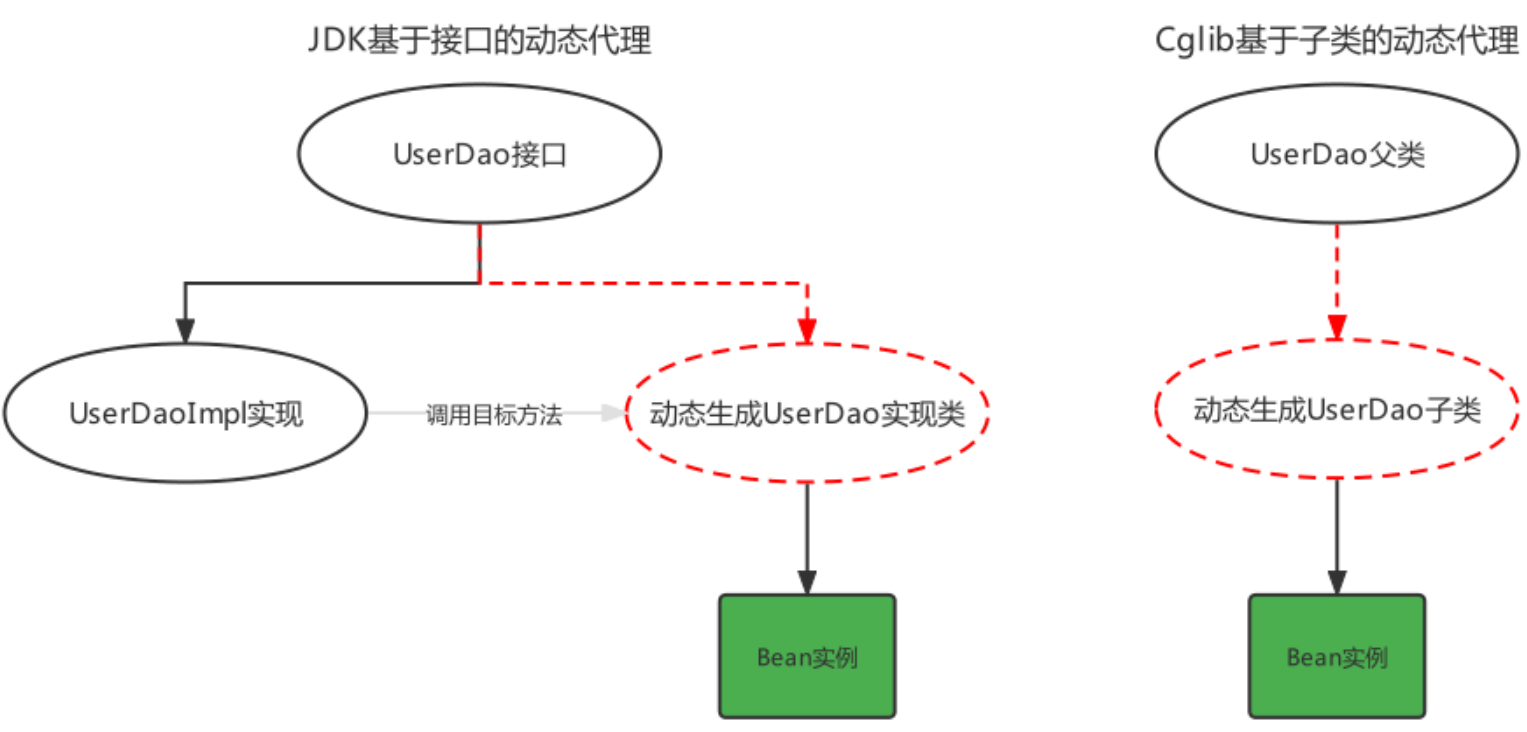 JDK基于接口的动态代理
Cglib基于子类的动态代理
UserDao接口
UserDao父类
UserDaoImpl实现
调用目标方法
动态生成UserDao实现类
动态生成UserDao子类
Bean实例
Bean实例